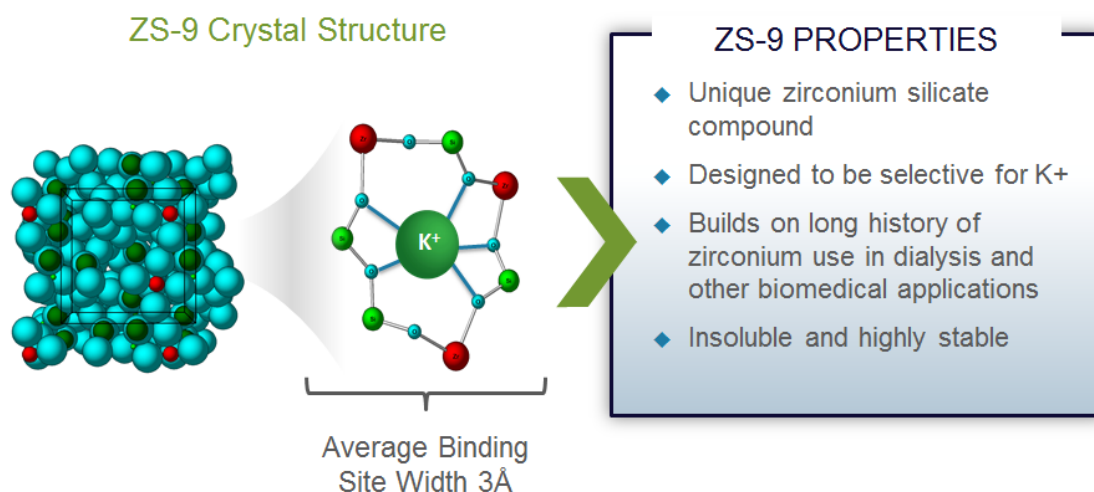 ZS-9 Crystal Structure
K+
Average Binding
Site Width 3Å
ZS-9 PROPERTIES
Unique zirconium silicate
compound
Designed to be selective for K+
Builds on long history of
zirconium use in dialysis and
other biomedical applications
Insoluble and highly stable